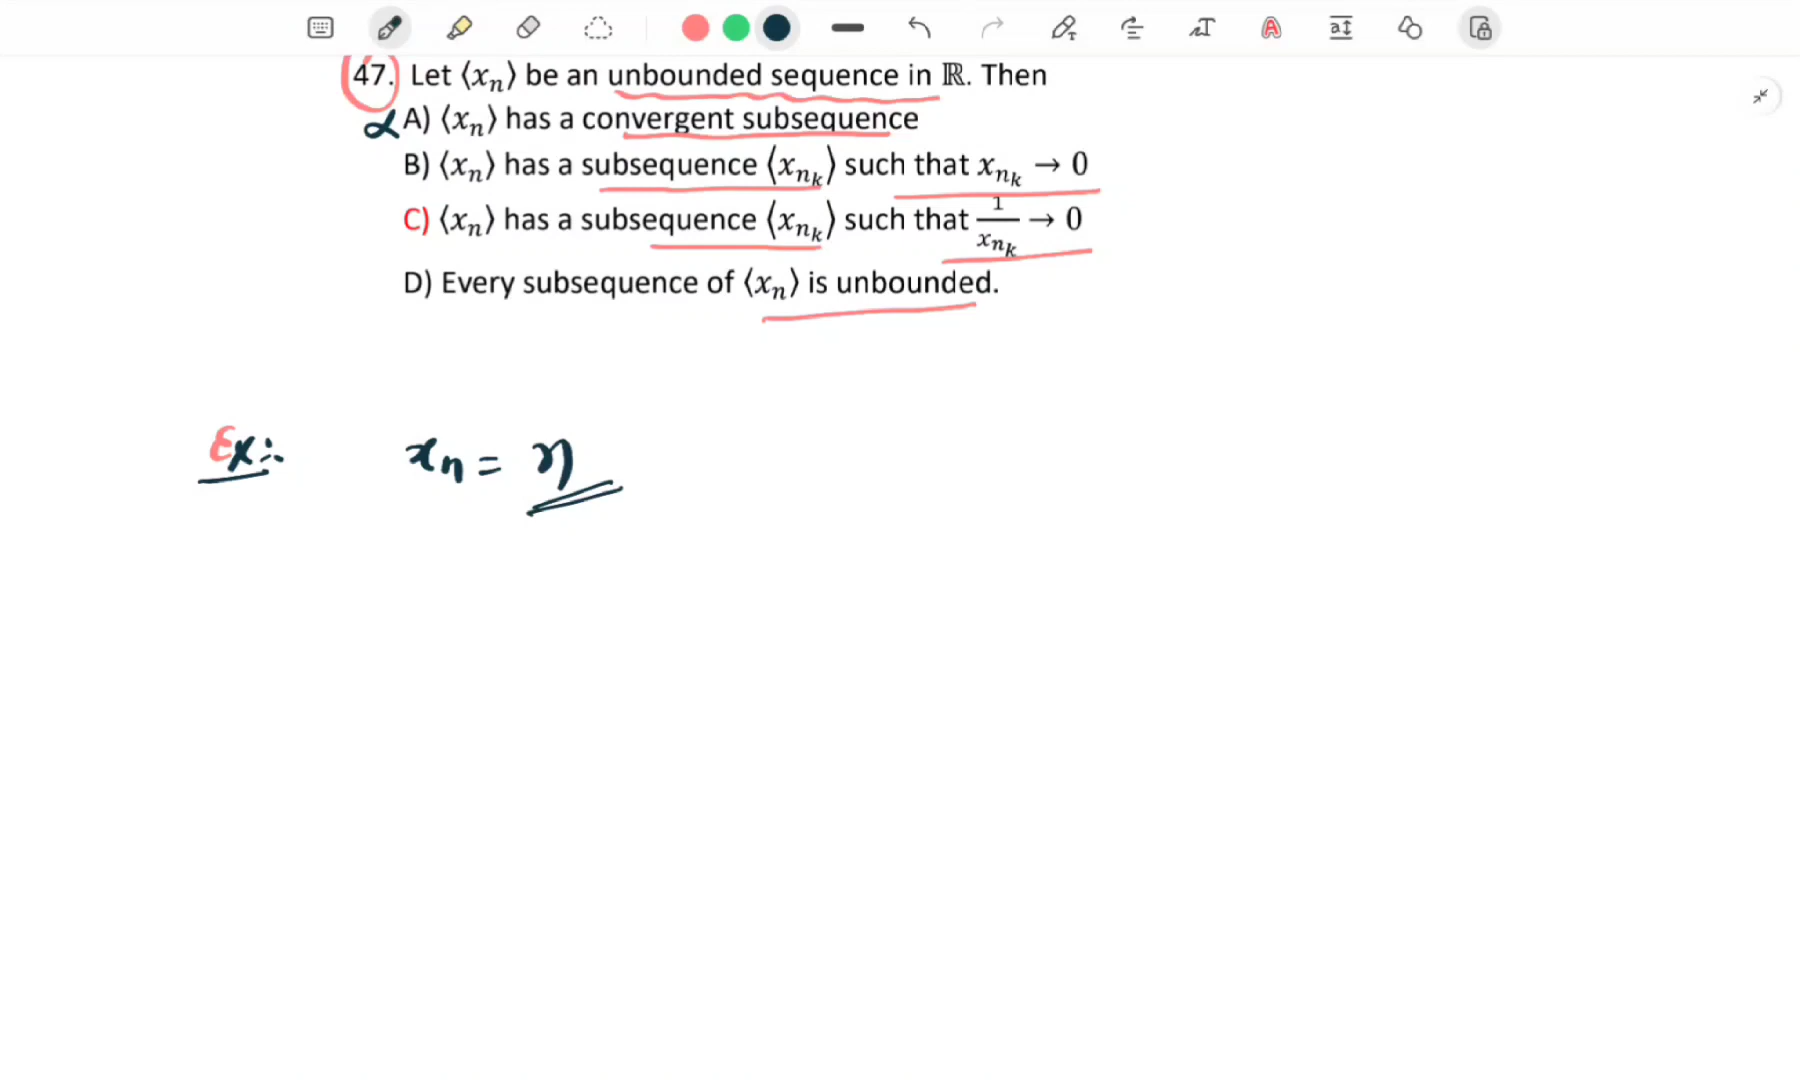 47. Let ⟨xₙ⟩ be an unbounded sequence in ℝ. Then
A) ⟨xₙ⟩ has a convergent subsequence
B) ⟨xₙ⟩ has a subsequence ⟨xₙₖ⟩ such that xₙₖ → 0
C) ⟨xₙ⟩ has a subsequence ⟨xₙₖ⟩ such that 1/xₙₖ → 0
D) Every subsequence of ⟨xₙ⟩ is unbounded.
Ex:- xₙ = n